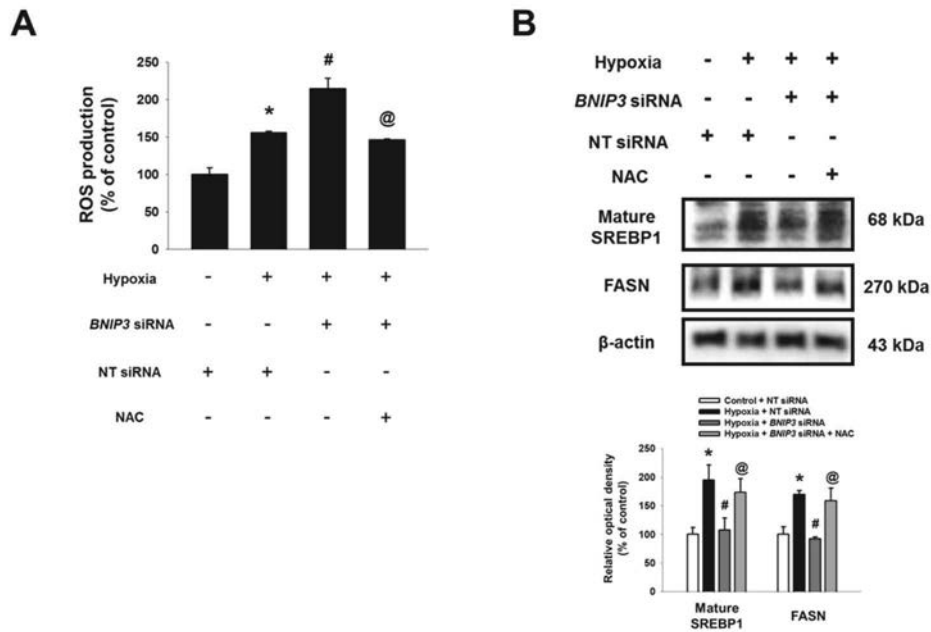 A
ROS production
(% of control)
250
200
150
100
50
0
*
#
@
Hypoxia - + + +
BNIP3 siRNA - - + +
NT siRNA + + - -
NAC - - - +
B
Hypoxia - + + +
BNIP3 siRNA - - + +
NT siRNA + + - -
NAC - - - +
Mature
SREBP1
68 kDa
FASN
270 kDa
β-actin
43 kDa
Control + NT siRNA
Hypoxia + NT siRNA
Hypoxia + BNIP3 siRNA
Hypoxia + BNIP3 siRNA + NAC
Relative optical density
(% of control)
250
200
150
100
50
0
*
#
@
*
#
@
Mature
SREBP1
FASN